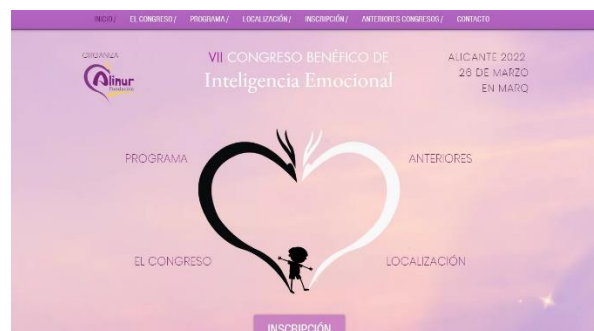 INICIO / EL CONGRESO / PROGRAMA / LOCALIZACIÓN / INSCRIPCIÓN / ANTERIORES CONGRESOS / CONTACTO
ORGANIZA
Alinur
Fundación
VII CONGRESO BENÉFICO DE
Inteligencia Emocional
ALICANTE 2022
26 DE MARZO
EN MARQ
PROGRAMA
ANTERIORES
EL CONGRESO
LOCALIZACIÓN
INSCRIPCIÓN